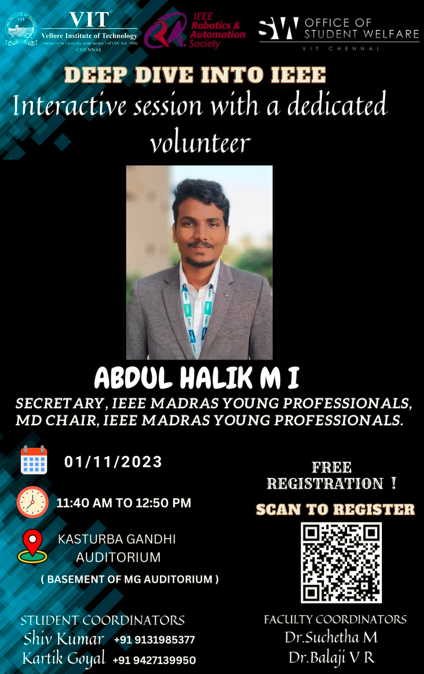 VIT
Vellore Institute of Technology
CHENNAI
IEEE
Robotics &
Automation
Society
SW OFFICE OF
STUDENT WELFARE
VIT CHENNAI
DEEP DIVE INTO IEEE
Interactive session with a dedicated
volunteer
ABDUL HALIK M I
SECRETARY, IEEE MADRAS YOUNG PROFESSIONALS,
MD CHAIR, IEEE MADRAS YOUNG PROFESSIONALS.
01/11/2023
11:40 AM TO 12:50 PM
KASTURBA GANDHI
AUDITORIUM
( BASEMENT OF MG AUDITORIUM )
FREE
REGISTRATION !
SCAN TO REGISTER
STUDENT COORDINATORS
Shiv Kumar +91 9131985377
Kartik Goyal +91 9427139950
FACULTY COORDINATORS
Dr.Suchetha M
Dr.Balaji V R